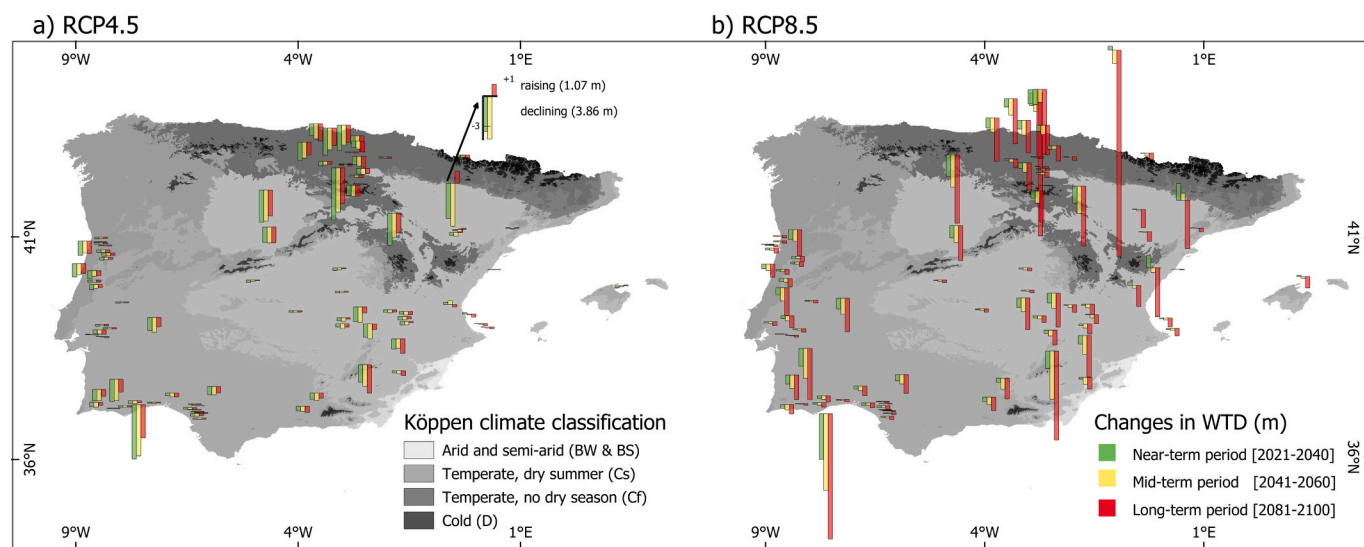 a) RCP4.5
9°W
4°W
1°E
+1 raising (1.07 m)
declining (3.86 m)
-3
41°N
36°N
Köppen climate classification
Arid and semi-arid (BW & BS)
Temperate, dry summer (Cs)
Temperate, no dry season (Cf)
Cold (D)
9°W
4°W
1°E
b) RCP8.5
9°W
4°W
1°E
41°N
41°N
36°N
36°N
Changes in WTD (m)
Near-term period [2021-2040]
Mid-term period [2041-2060]
Long-term period [2081-2100]
9°W
4°W
1°E